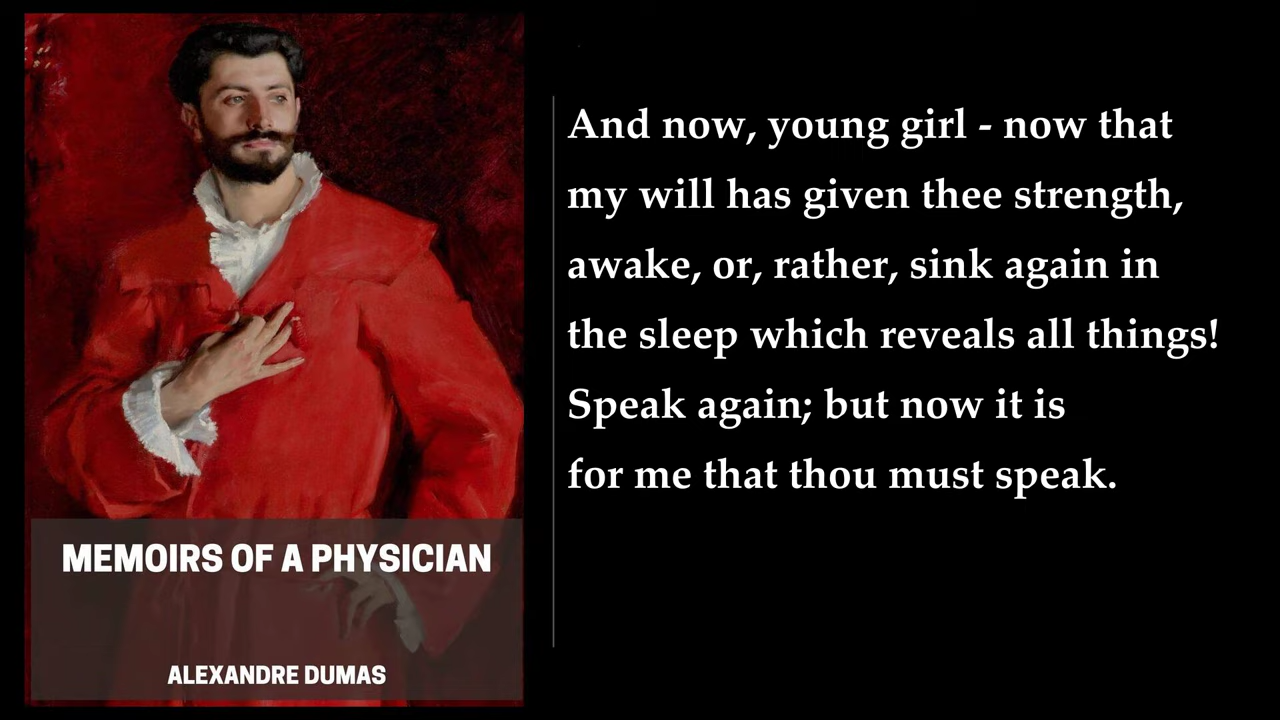 And now, young girl - now that
my will has given thee strength,
awake, or, rather, sink again in
the sleep which reveals all things!
Speak again; but now it is
for me that thou must speak.
MEMOIRS OF A PHYSICIAN
ALEXANDRE DUMAS